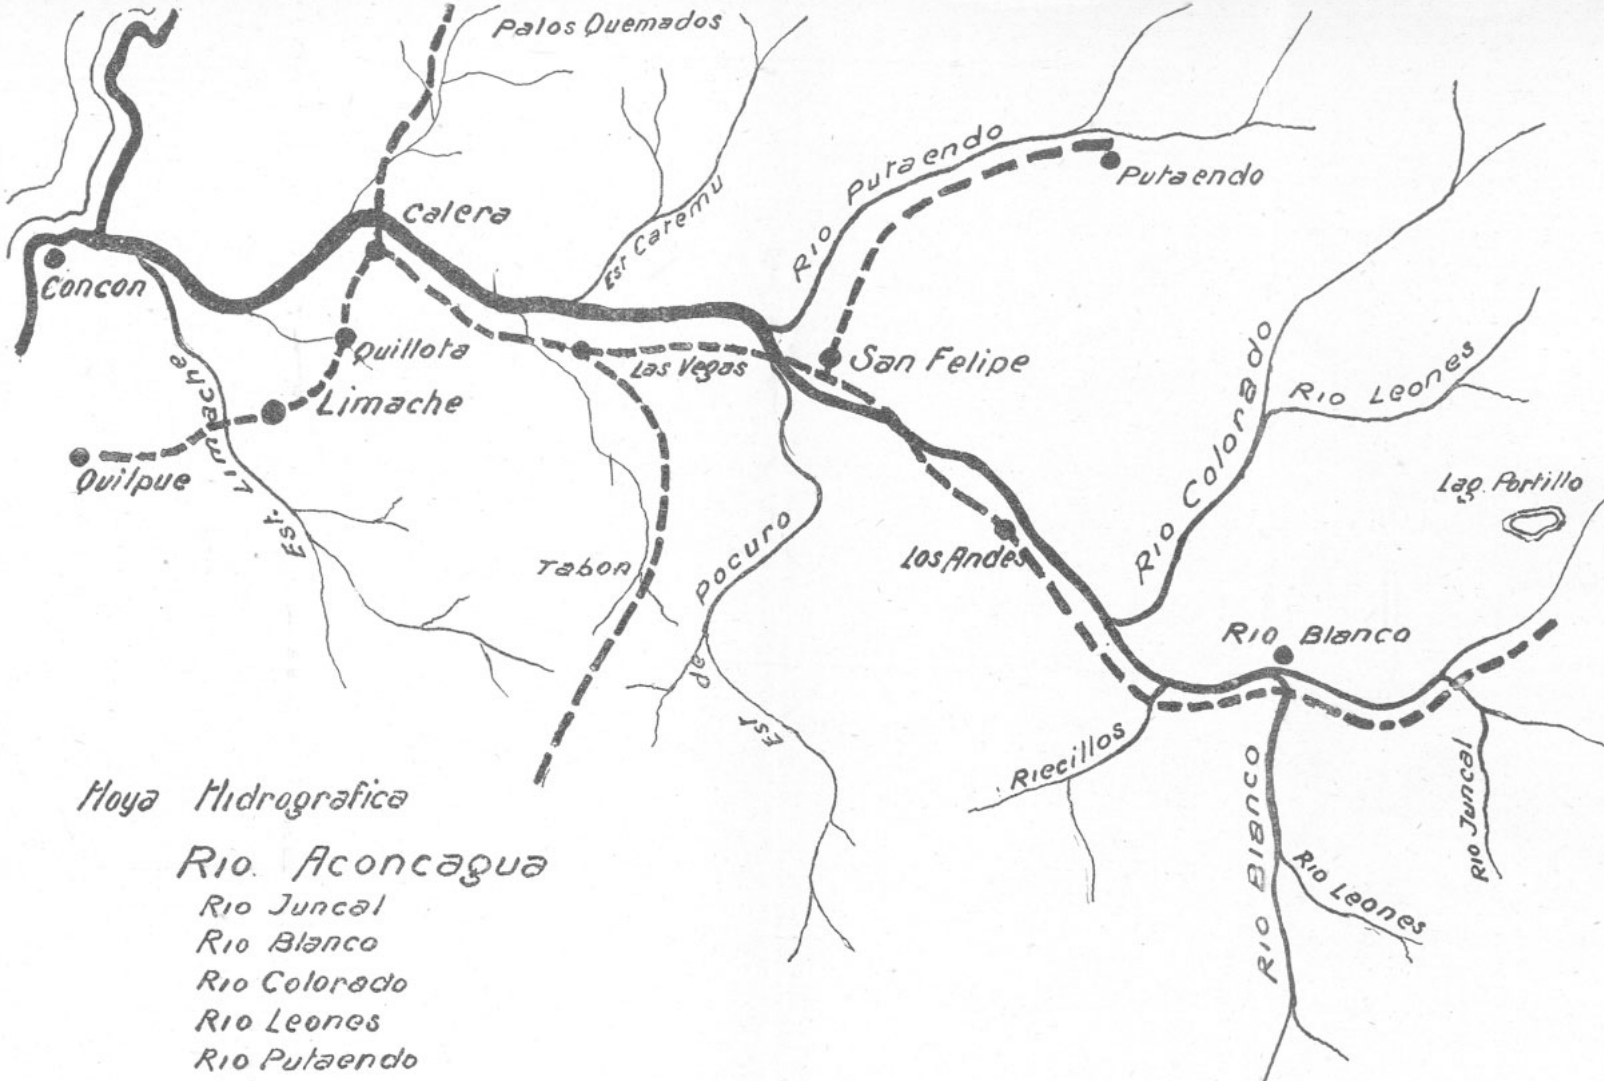 Palos Quemados
Rio Putaendo
Putaendo
Calera
Est Caremu
Concon
Quillota
Las Vegas
San Felipe
Limache
Est. Limache
Quilpue
Rio Colorado
Rio Leones
Lag. Portillo
Tabon
Est de Pocuro
Los Andes
Rio Blanco
Riecillos
Rio Blanco
Rio Leones
Rio Juncal
Hoya Hidrografica
Rio. Aconcagua
Rio Juncal
Rio Blanco
Rio Colorado
Rio Leones
Rio Putaendo